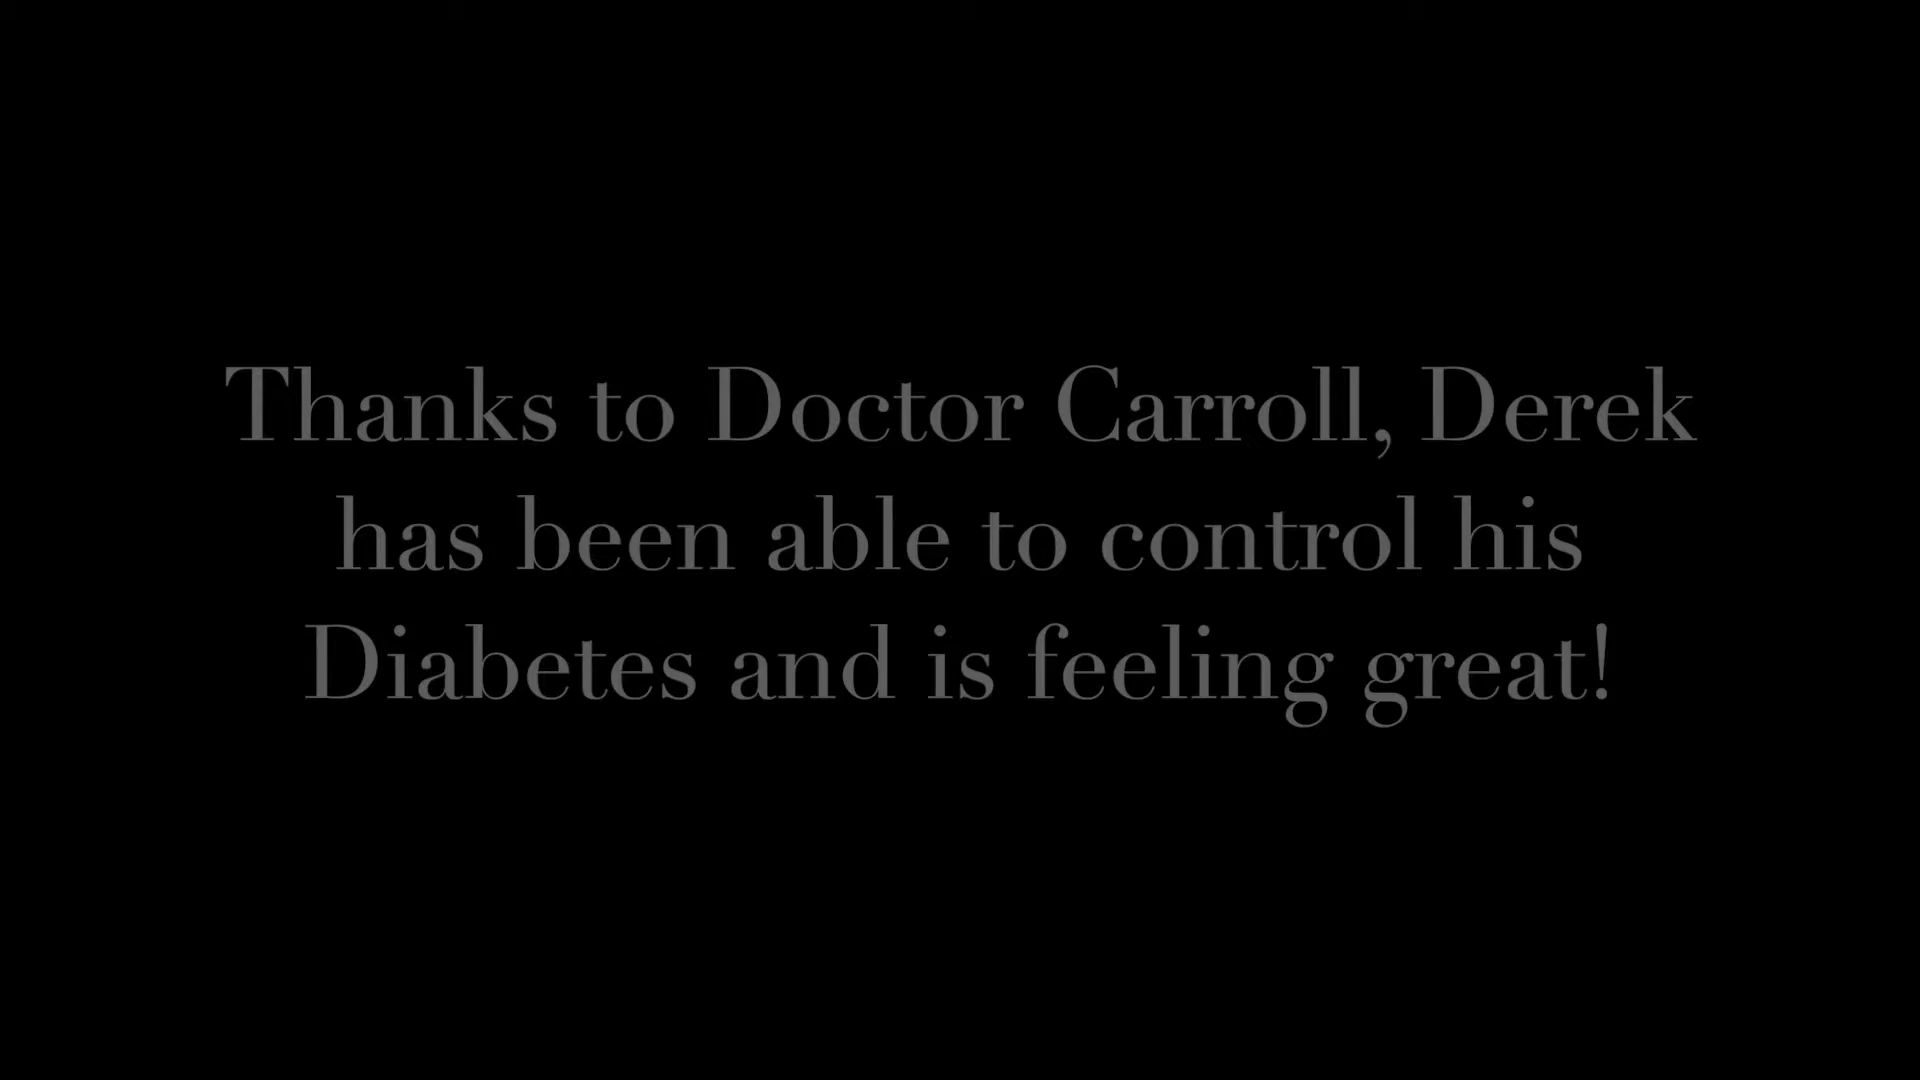 Thanks to Doctor Carroll, Derek
has been able to control his
Diabetes and is feeling great!